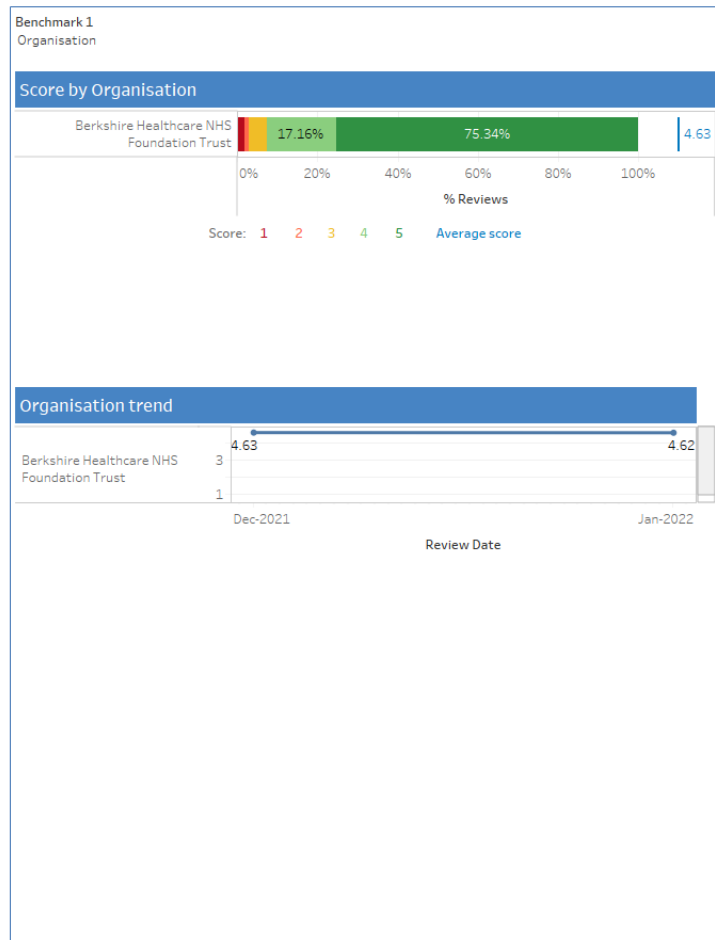 Benchmark 1
Organisation
Score by Organisation
Berkshire Healthcare NHS
Foundation Trust
17.16%
75.34%
4.63
0%
20%
40%
60%
80%
100%
% Reviews
Score: 1 2 3 4 5 Average score
Organisation trend
Berkshire Healthcare NHS
Foundation Trust
3
1
4.63
4.62
Dec-2021
Jan-2022
Review Date